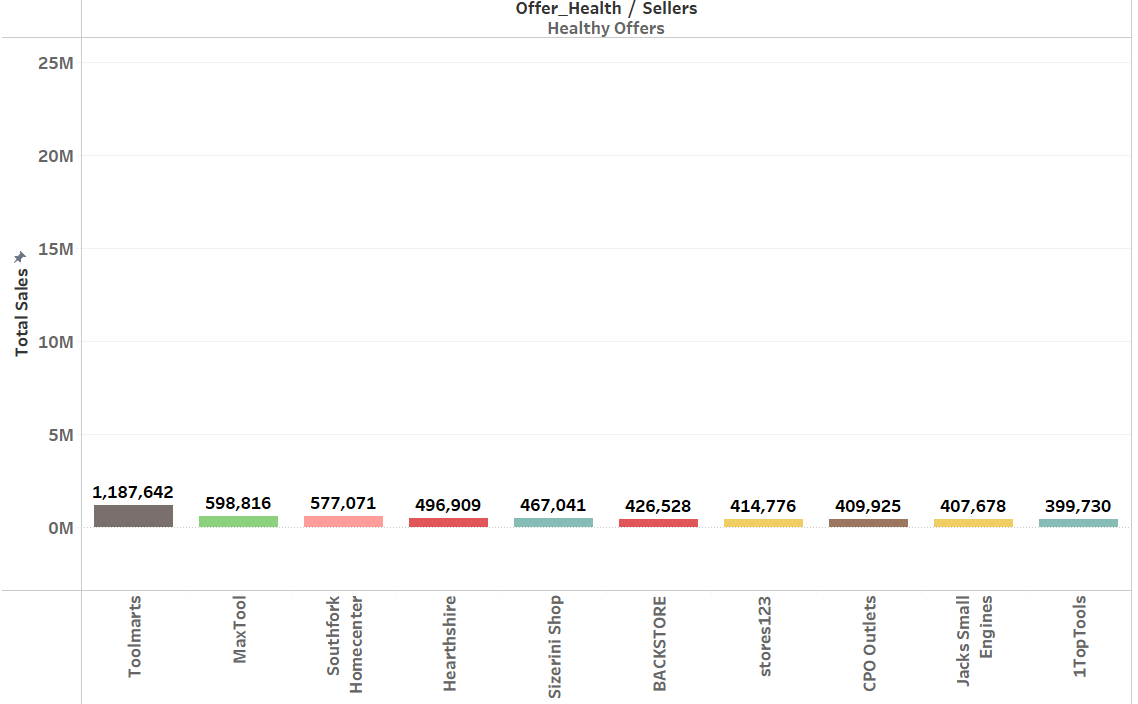 Offer_Health / Sellers
Healthy Offers
25M
20M
15M
10M
5M
0M
Total Sales
1,187,642
598,816
577,071
496,909
467,041
426,528
414,776
409,925
407,678
399,730
Toolmarts
MaxTool
Southfork
Homecenter
Hearthshire
Sizerini Shop
BACKSTORE
stores123
CPO Outlets
Jacks Small
Engines
1TopTools